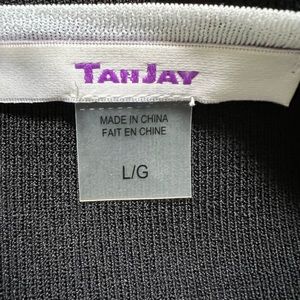 TANJAY
MADE IN CHINA
FAIT EN CHINE
L/G